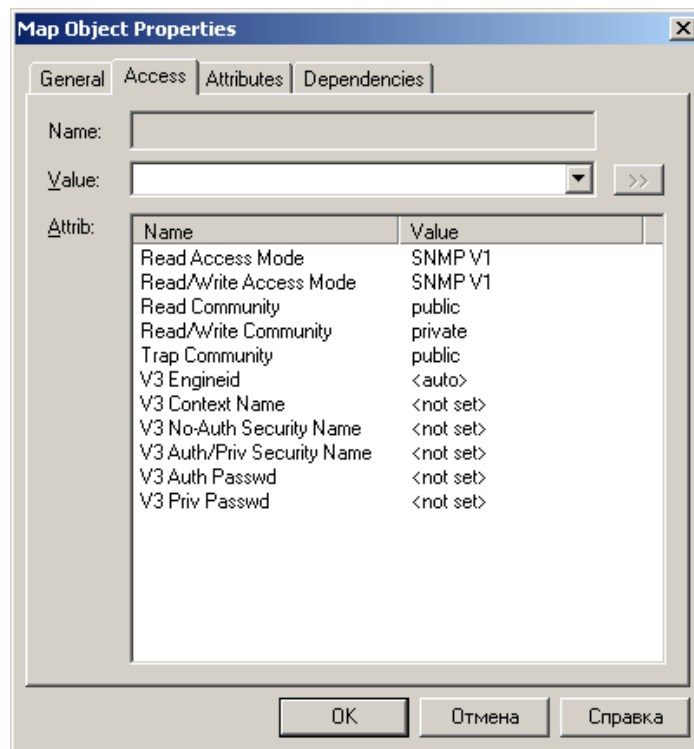 Map Object Properties
General Access Attributes Dependencies
Name:
Value: >>
Attrib: Name Value
Read Access Mode SNMP V1
Read/Write Access Mode SNMP V1
Read Community public
Read/Write Community private
Trap Community public
V3 Engineid <auto>
V3 Context Name <not set>
V3 No-Auth Security Name <not set>
V3 Auth/Priv Security Name <not set>
V3 Auth Passwd <not set>
V3 Priv Passwd <not set>
OK Отмена Справка